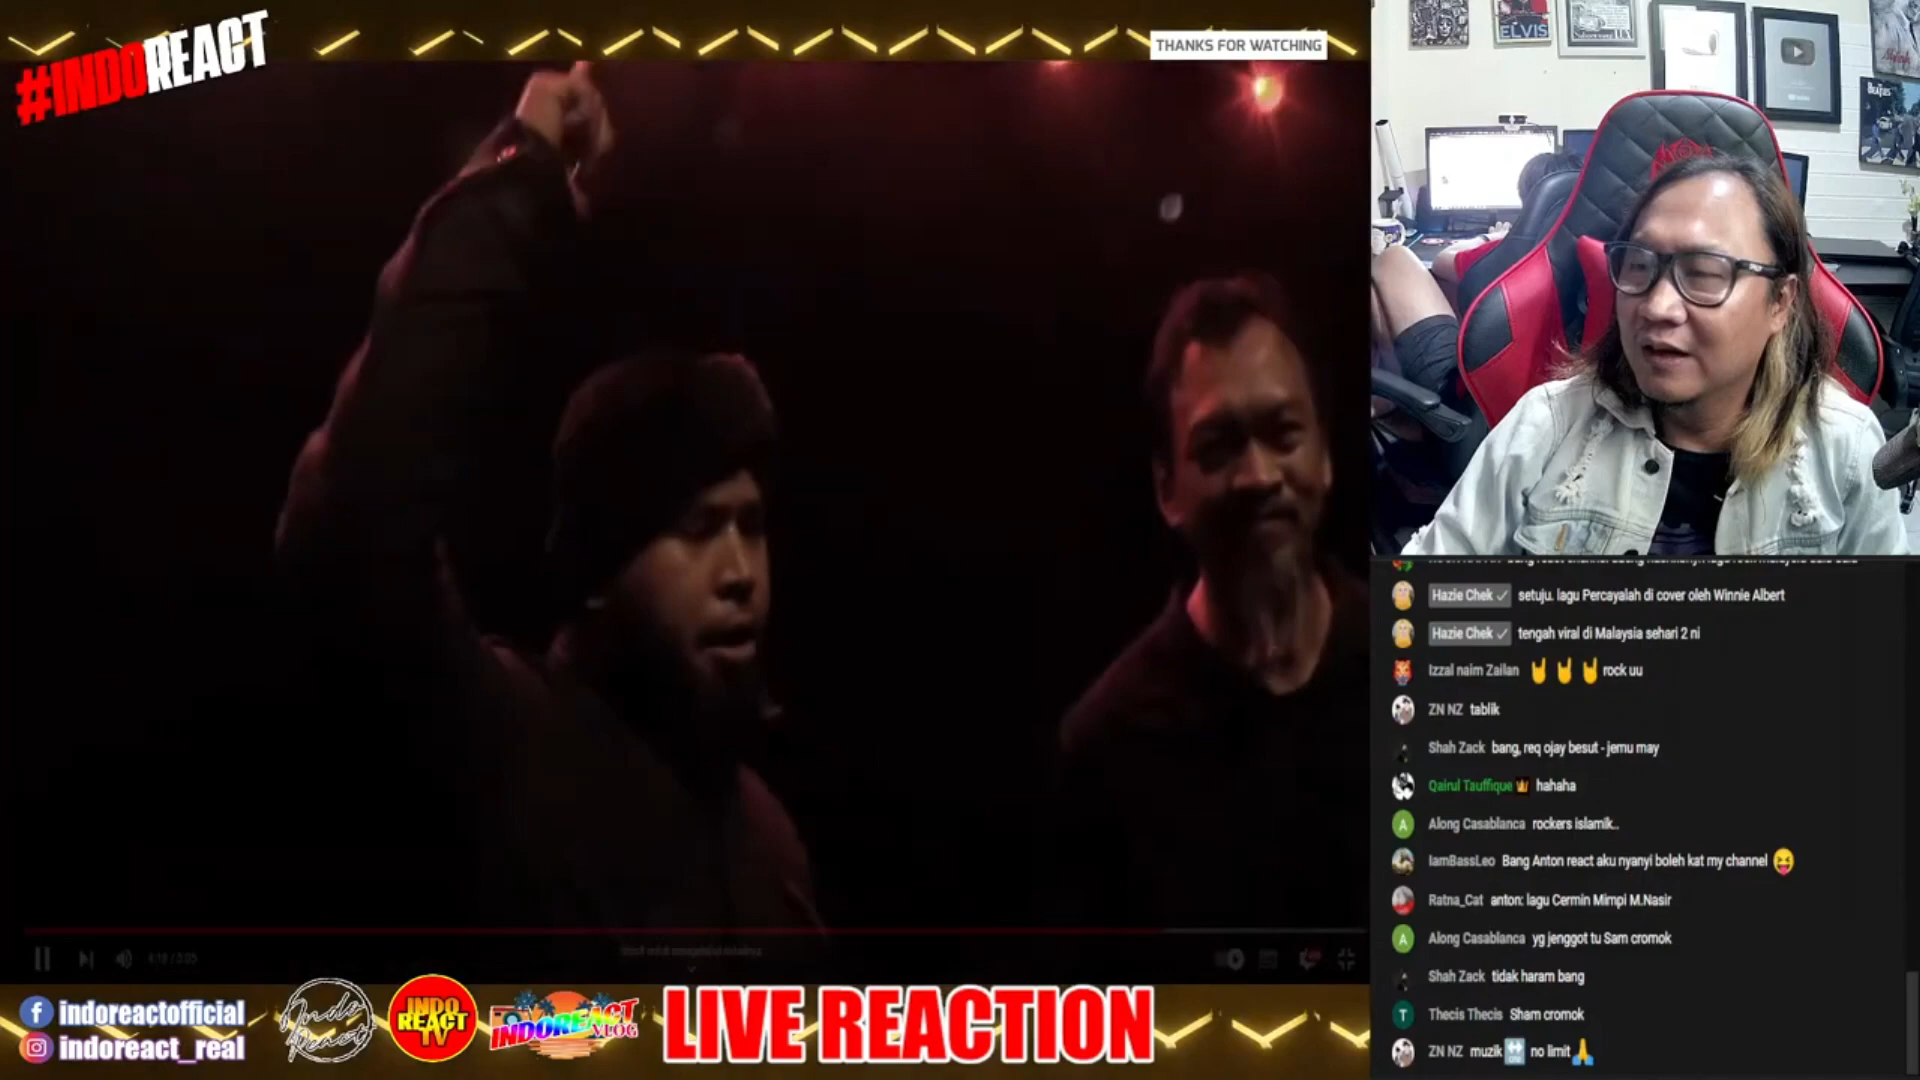 #INDOREACT
THANKS FOR WATCHING
ELVIS
BEATLES
Hazie Chek ✓ setuju. lagu Percayalah di cover oleh Winnie Albert
Hazie Chek ✓ tengah viral di Malaysia sehari 2 ni
Izzal naim Zailan 🤘🤘🤘 rock uu
ZN NZ tablik
Shah Zack bang, req ojay besut - jemu may
Qairul Tauffique hahaha
A Along Casablanca rockers islamik..
IamBassLeo Bang Anton react aku nyanyi boleh kat my channel 😝
Ratna_Cat anton: lagu Cermin Mimpi M.Nasir
A Along Casablanca yg jenggot tu Sam cromok
Shah Zack tidak haram bang
T Thecis Thecis Sham cromok
ZN NZ muzik 🔛 no limit 🙏
indoreactofficial
indoreact_real
Indo React
INDO REACT TV
INDOREACT VLOG
LIVE REACTION